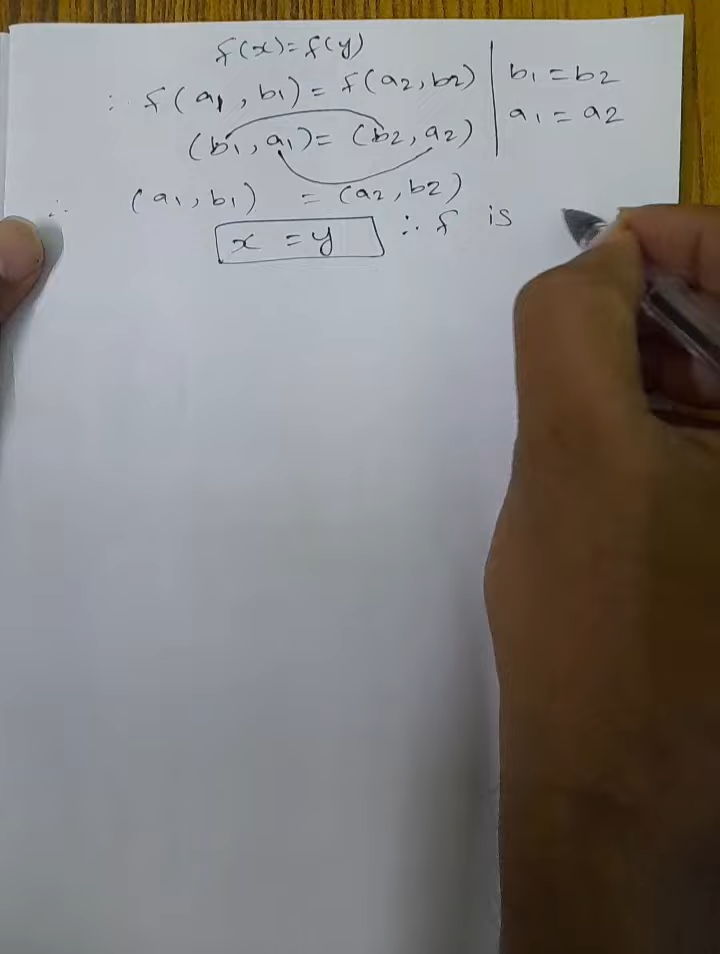 f(x)=f(y)
∴ f(a1,b1)=f(a2,b2) | b1=b2
(b1,a1)=(b2,a2) | a1=a2
∴ (a1,b1) =(a2,b2)
x =y ∴ f is